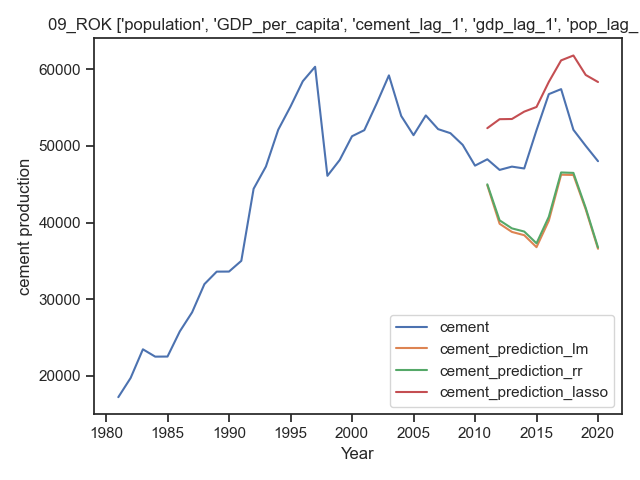 09_ROK ['population', 'GDP_per_capita', 'cement_lag_1', 'gdp_lag_1', 'pop_lag_
60000
50000
40000
30000
20000
cement production
cement
cement_prediction_lm
cement_prediction_rr
cement_prediction_lasso
1980 1985 1990 1995 2000 2005 2010 2015 2020
Year